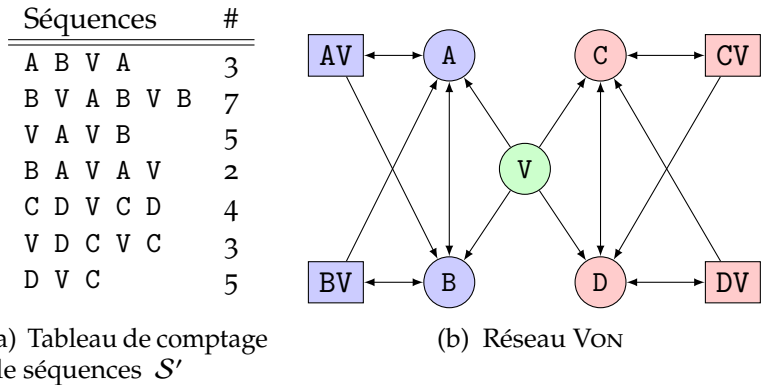 Séquences #
A B V A 3
B V A B V B 7
V A V B 5
B A V A V 2
C D V C D 4
V D C V C 3
D V C 5
a) Tableau de comptage
le séquences S'
AV A C CV
V
BV B D DV
(b) Réseau VON